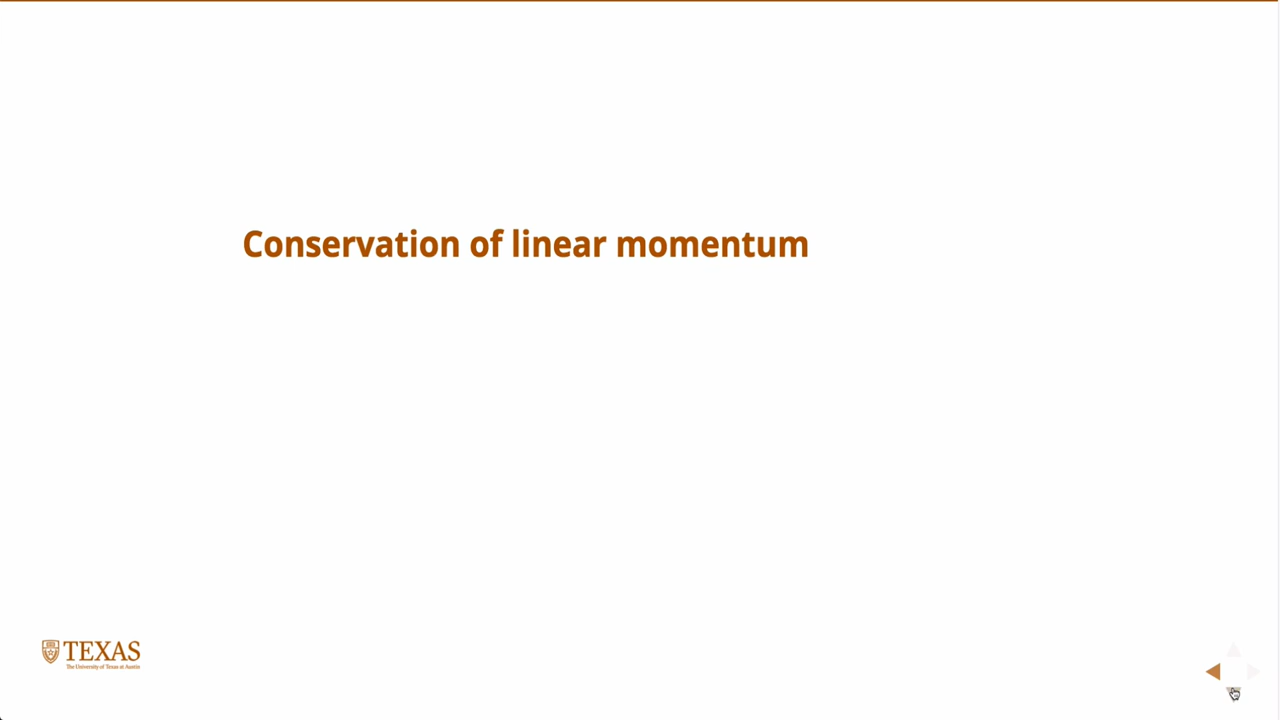 Conservation of linear momentum
TEXAS
The University of Texas at Austin